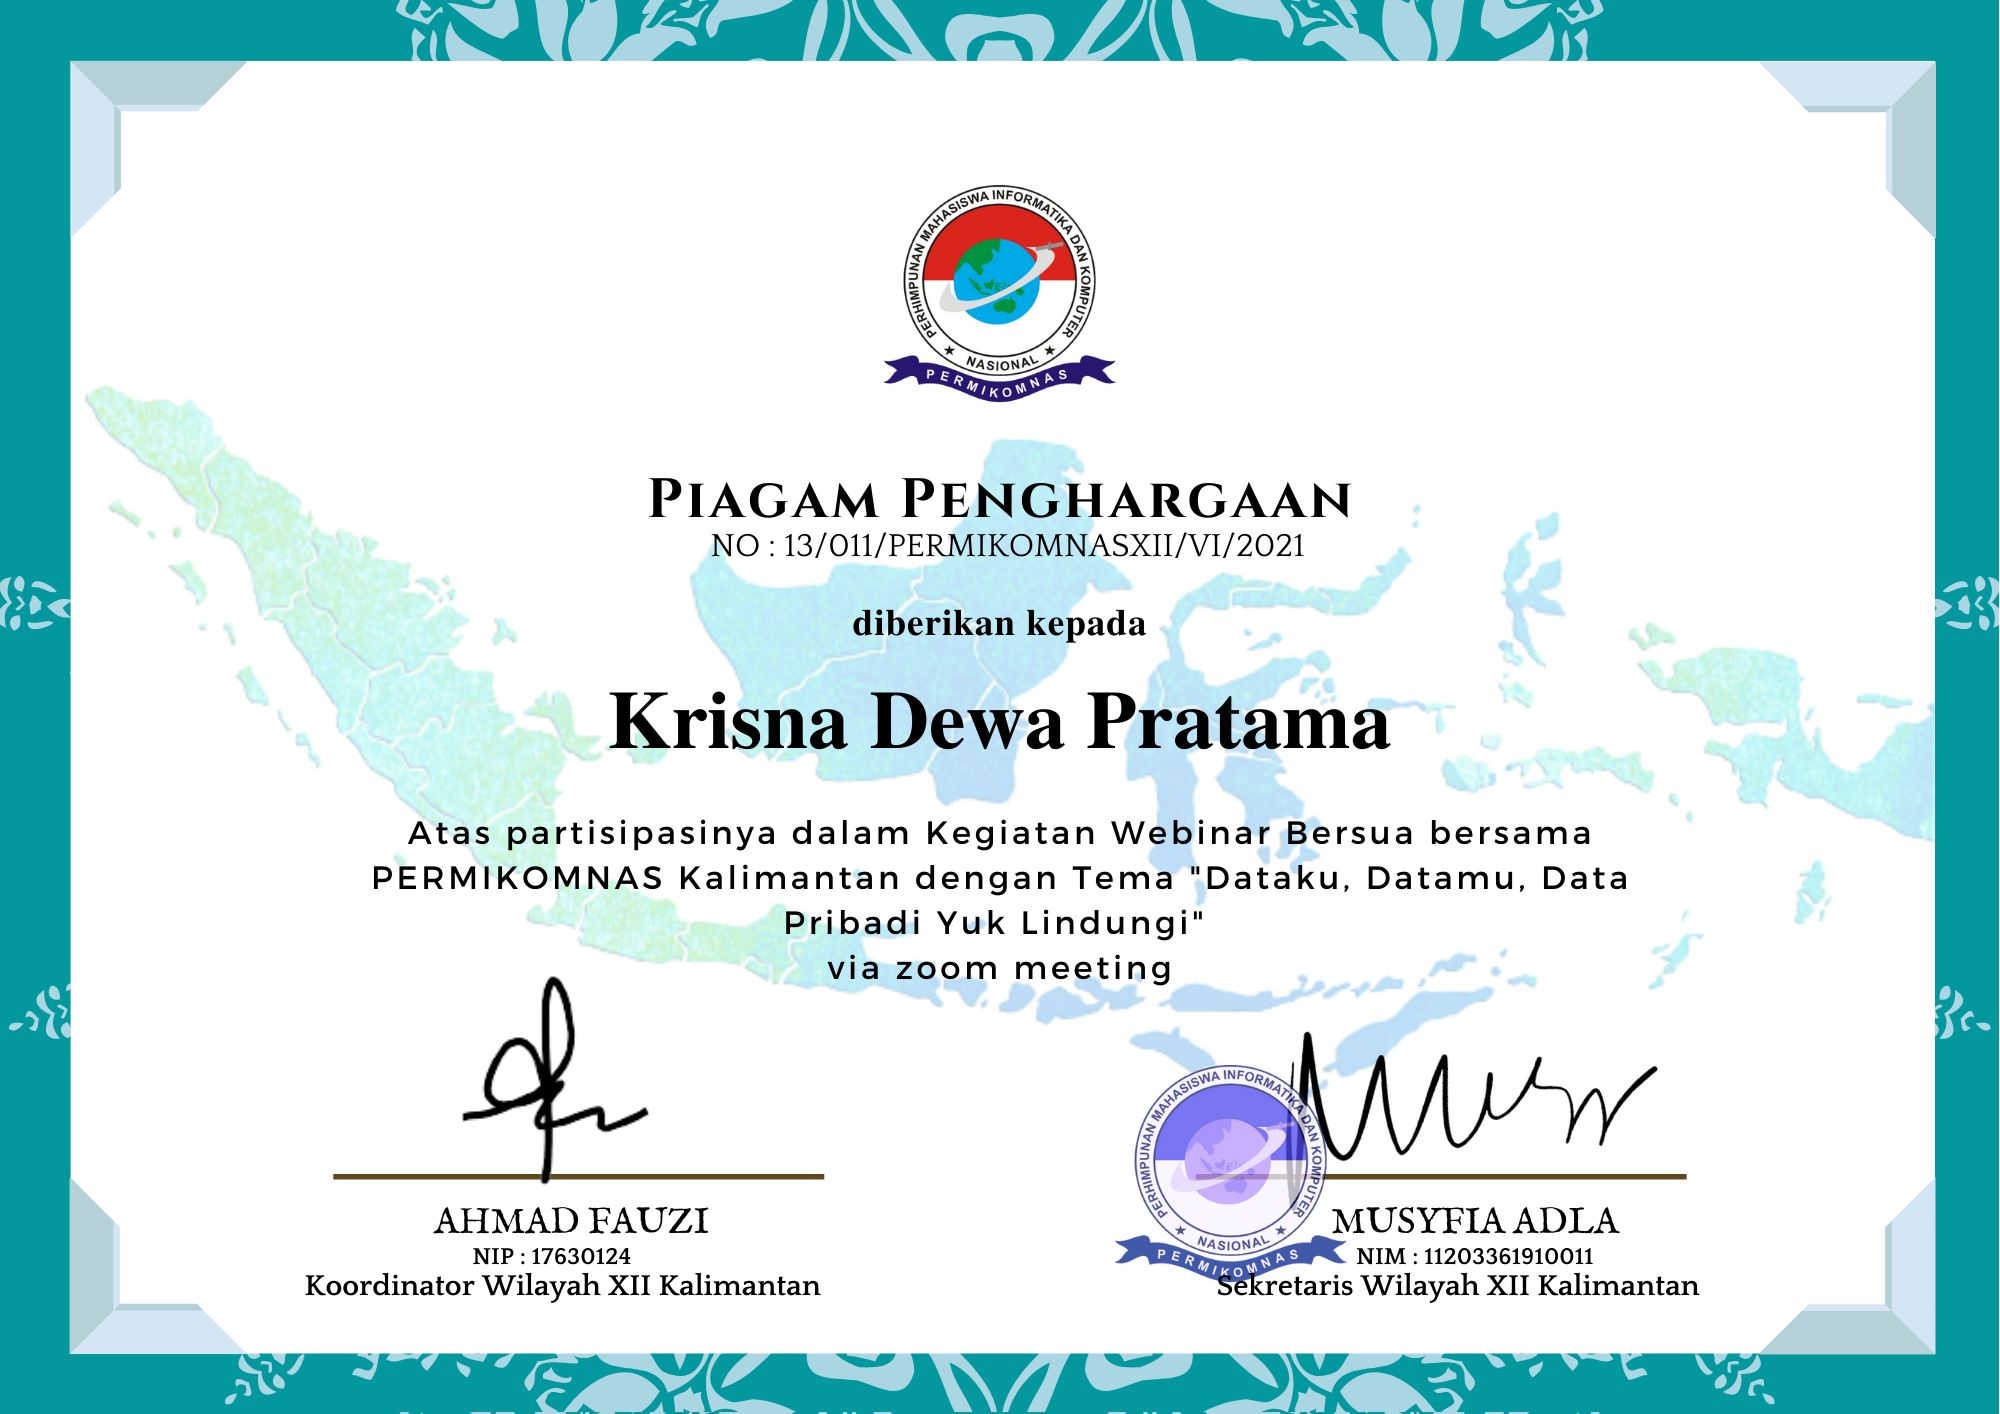 PERHIMPUNAN MAHASISWA INFORMATIKA DAN KOMPUTER
NASIONAL
PERMIKOMNAS
PIAGAM PENGHARGAAN
NO : 13/011/PERMIKOMNASXII/VI/2021
diberikan kepada
Krisna Dewa Pratama
Atas partisipasinya dalam Kegiatan Webinar Bersua bersama
PERMIKOMNAS Kalimantan dengan Tema "Dataku, Datamu, Data
Pribadi Yuk Lindungi"
via zoom meeting
AHMAD FAUZI
NIP : 17630124
Koordinator Wilayah XII Kalimantan
PERHIMPUNAN MAHASISWA INFORMATIKA DAN KOMPUTER
NASIONAL
PERMIKOMNAS
MUSYFIA ADLA
NIM : 11203361910011
Sekretaris Wilayah XII Kalimantan